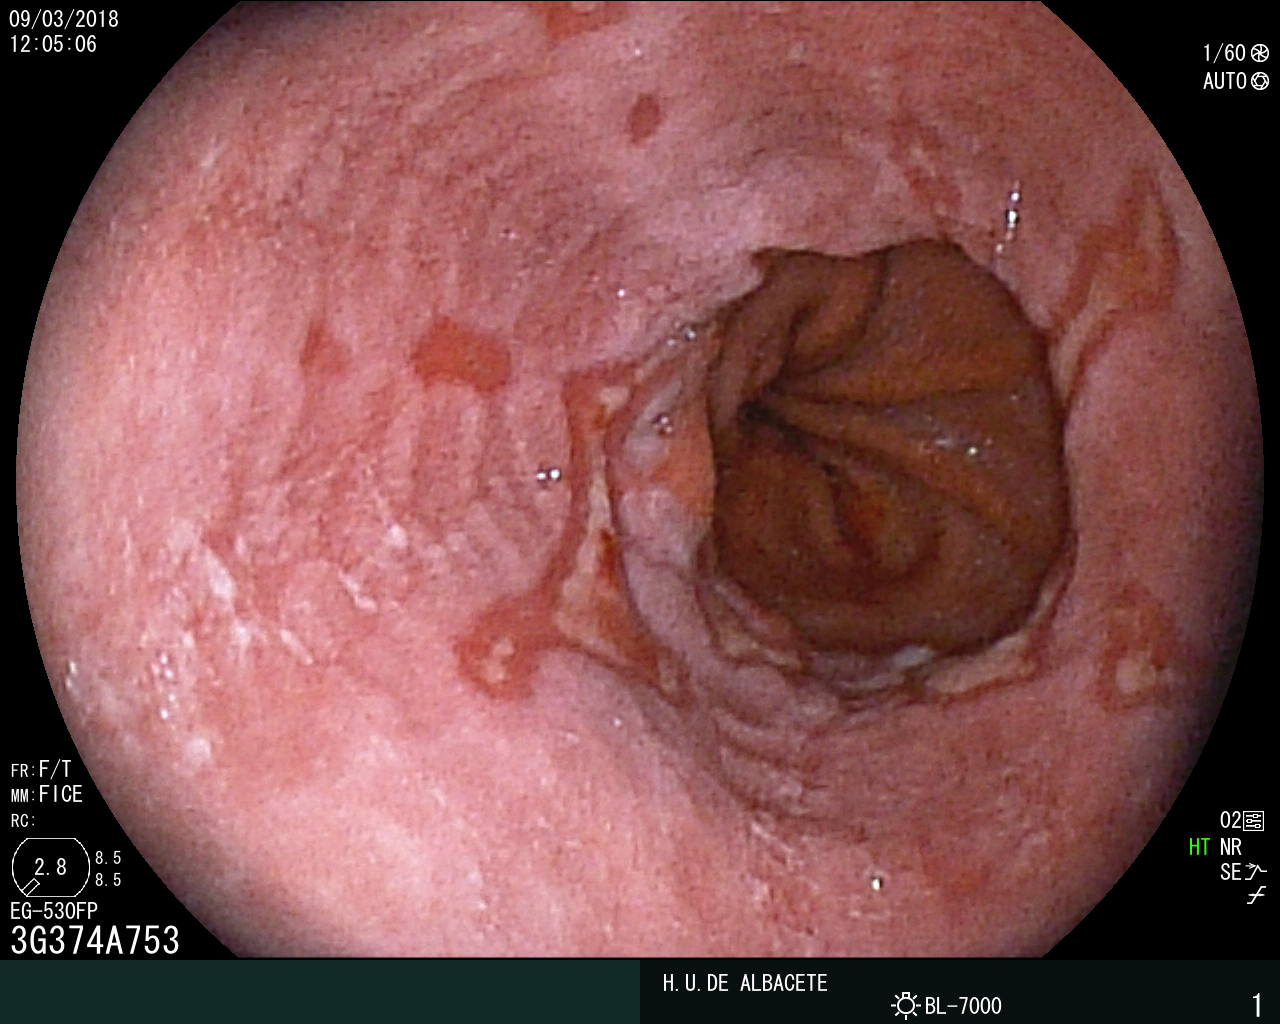 09/03/2018
12:05:06
1/60
AUTO
FR:F/T
MM:FICE
RC:
2.8
8.5
8.5
EG-530FP
3G374A753
02
HT NR
SE
H.U.DE ALBACETE
BL-7000
1